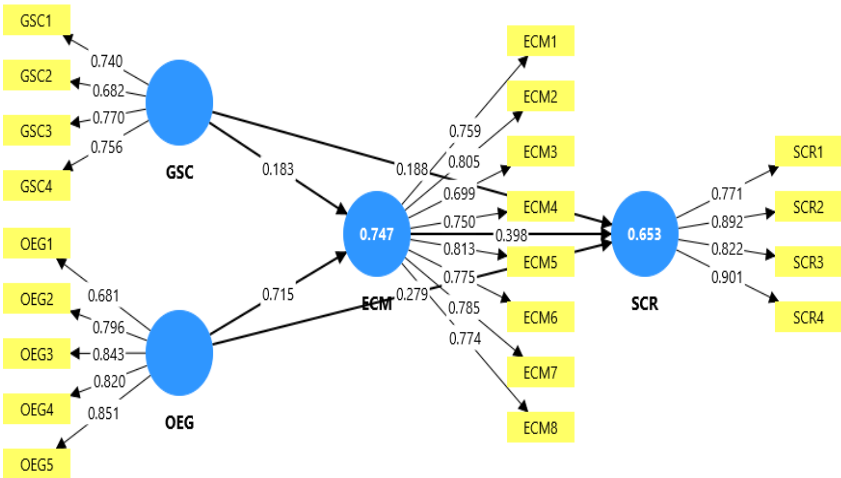 GSC1
GSC2
GSC3
GSC4
0.740
0.682
0.770
0.756
GSC
OEG1
OEG2
OEG3
OEG4
OEG5
0.681
0.796
0.843
0.820
0.851
OEG
0.183
0.715
0.188
0.398
0.279
0.747
ECM
0.759
0.805
0.699
0.750
0.813
0.775
0.785
0.774
ECM1
ECM2
ECM3
ECM4
ECM5
ECM6
ECM7
ECM8
0.653
SCR
0.771
0.892
0.822
0.901
SCR1
SCR2
SCR3
SCR4